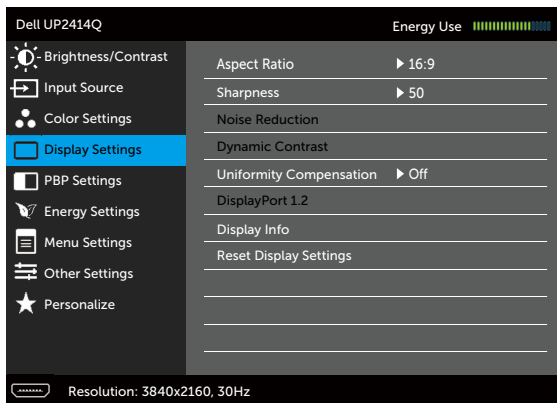 Dell UP2414Q
Energy Use
Brightness/Contrast
Input Source
Color Settings
Display Settings
PBP Settings
Energy Settings
Menu Settings
Other Settings
Personalize
Aspect Ratio 16:9
Sharpness 50
Noise Reduction
Dynamic Contrast
Uniformity Compensation Off
DisplayPort 1.2
Display Info
Reset Display Settings
Resolution: 3840x2160, 30Hz